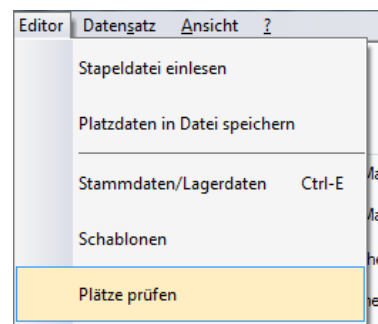 Editor Datensatz Ansicht ?
Stapeldatei einlesen
Platzdaten in Datei speichern
Stammdaten/Lagerdaten Ctrl-E
Schablonen
Plätze prüfen